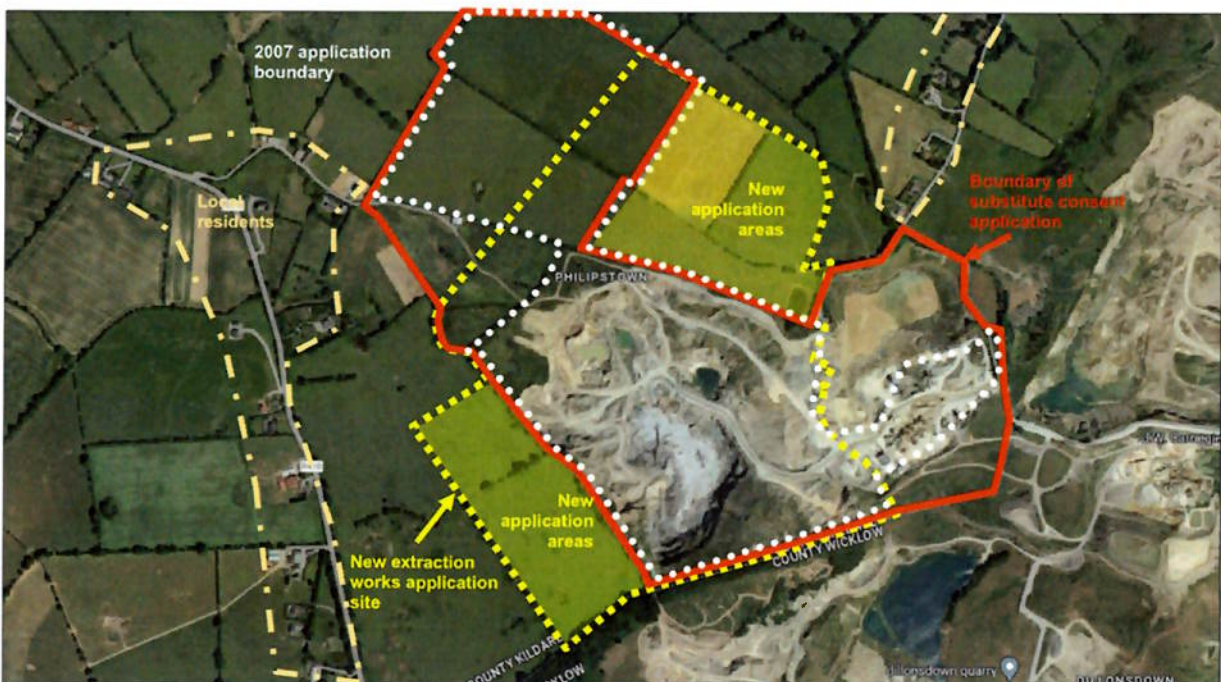 2007 application
boundary
Local
residents
New
application
areas
Boundary of
substitute consent
application
PHILIPSTOWN
New
application
areas
New extraction
works application
site
COUNTY WICKLOW
COUNTY KILDARE
WICKLOW
dillonsdown quarry
DILLONSDOWN